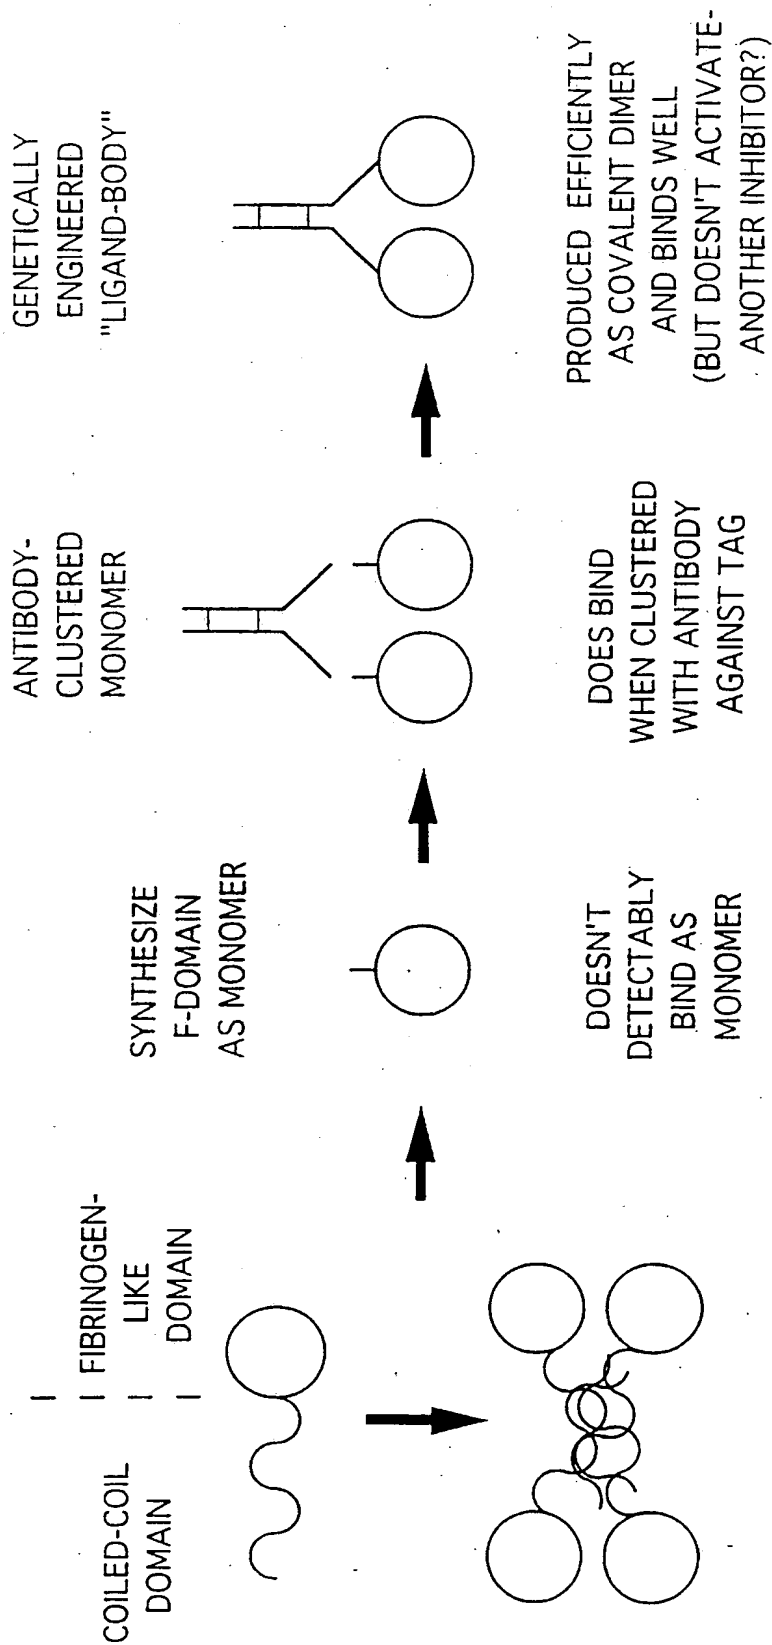 COILED-COIL
DOMAIN
FIBRINOGEN-
LIKE
DOMAIN
SYNTHESIZE
F-DOMAIN
AS MONOMER
DOESN'T
DETECTABLY
BIND AS
MONOMER
ANTIBODY-
CLUSTERED
MONOMER
DOES BIND
WHEN CLUSTERED
WITH ANTIBODY
AGAINST TAG
GENETICALLY
ENGINEERED
"LIGAND-BODY"
PRODUCED EFFICIENTLY
AS COVALENT DIMER
AND BINDS WELL
(BUT DOESN'T ACTIVATE-
ANOTHER INHIBITOR?)